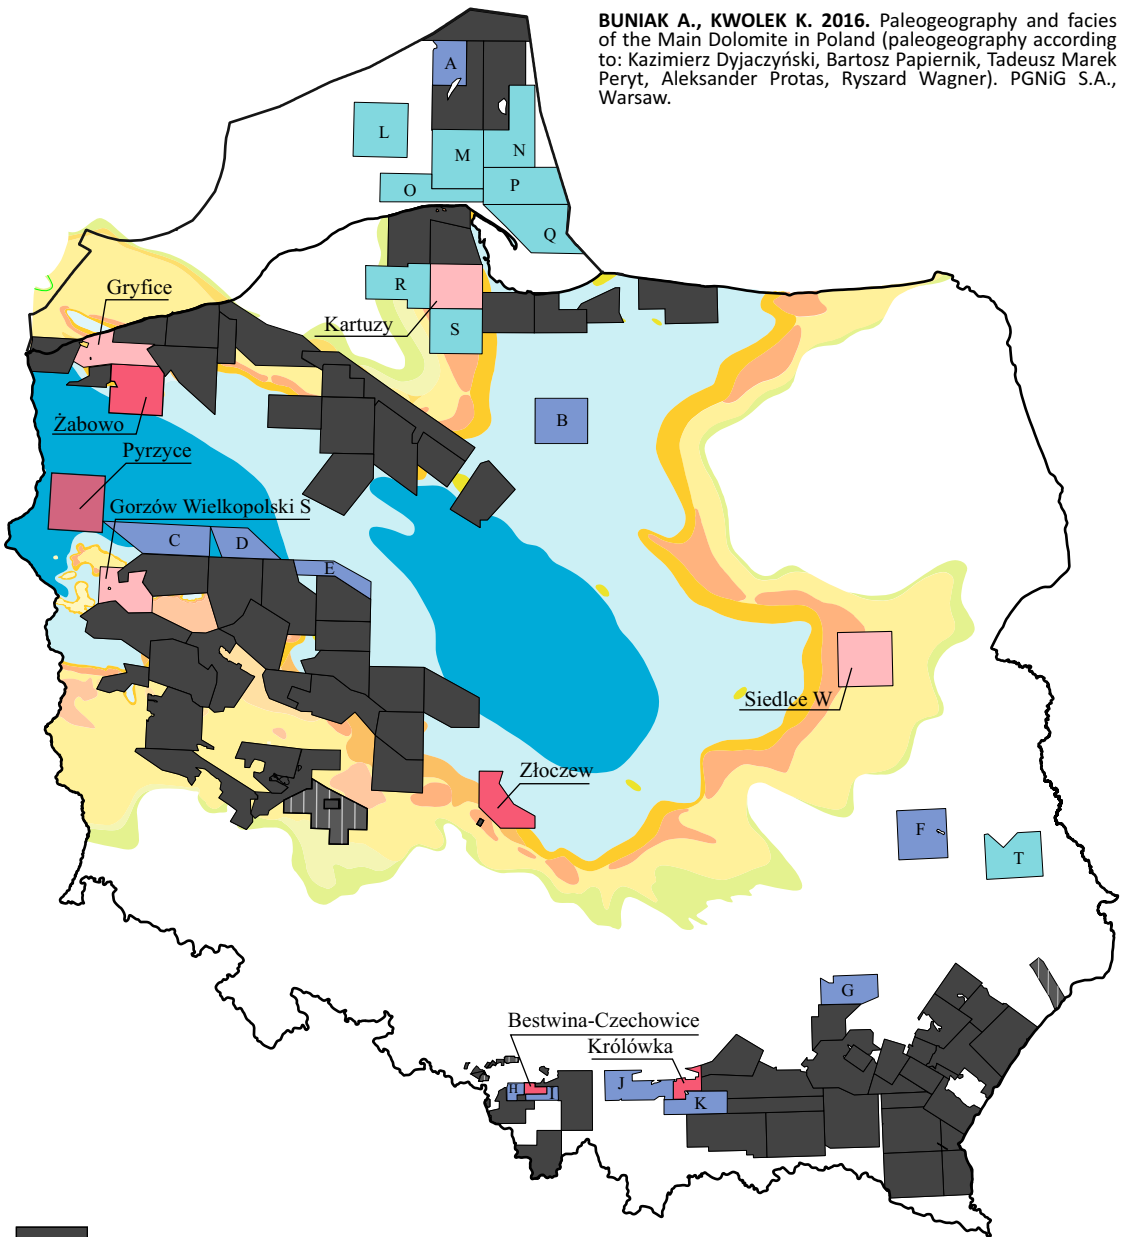 BUNIAK A., KWOLEK K. 2016. Paleogeography and facies
of the Main Dolomite in Poland (paleogeography according
to: Kazimierz Dyjaczyński, Bartosz Papiernik, Tadeusz Marek
Peryt, Aleksander Protas, Ryszard Wagner). PGNiG S.A.,
Warsaw.
A
L
M
N
O
P
Q
R
Gryfice
Kartuzy
S
Żabowo
B
Pyrzyce
Gorzów Wielkopolski S
C
D
E
Siedlce W
Złoczew
F
T
G
Bestwina-Czechowice
Królówka
H
I
J
K